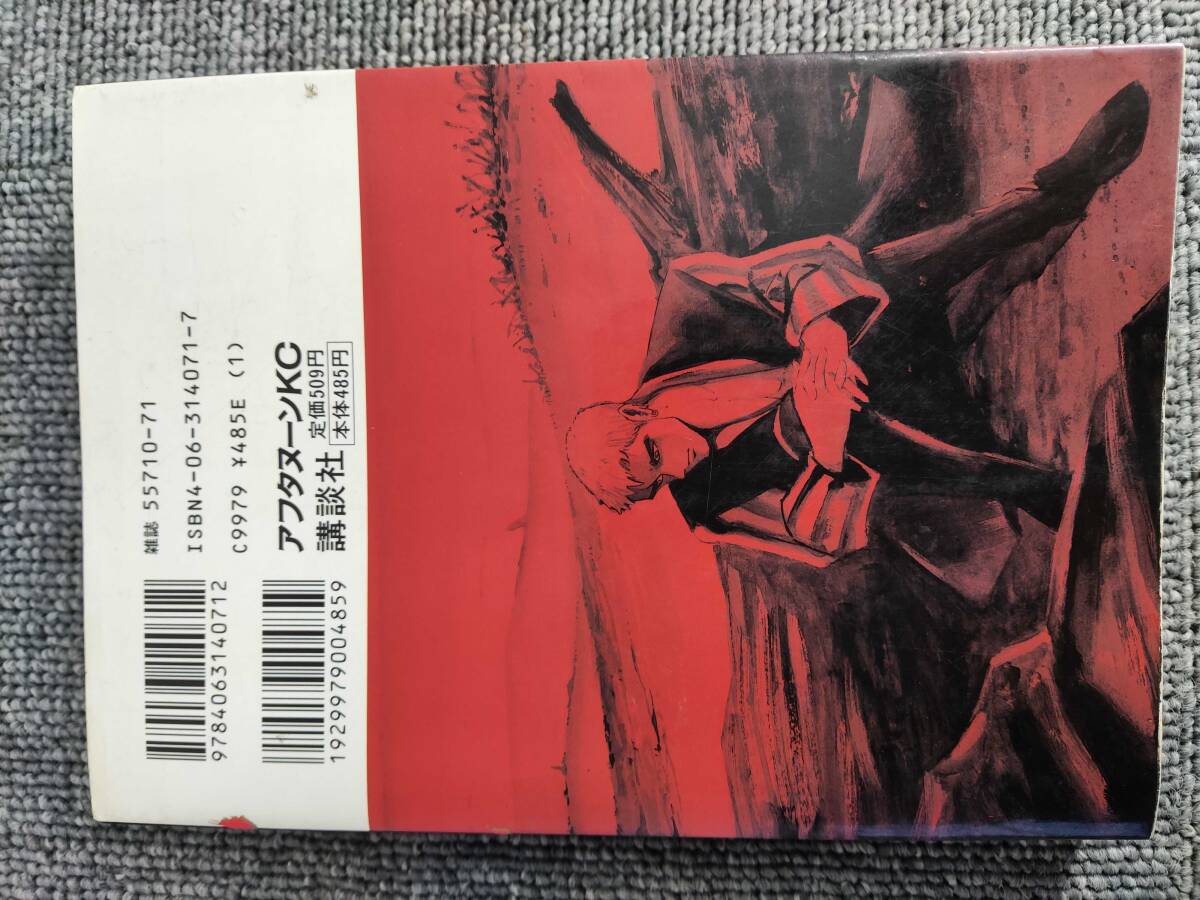 雑誌 55710-71
ISBN4-06-314071-7
C9979 ¥485E (1)
アフタヌーンKC
講談社
定価509円
本体485円
9784063140712
1929979004859